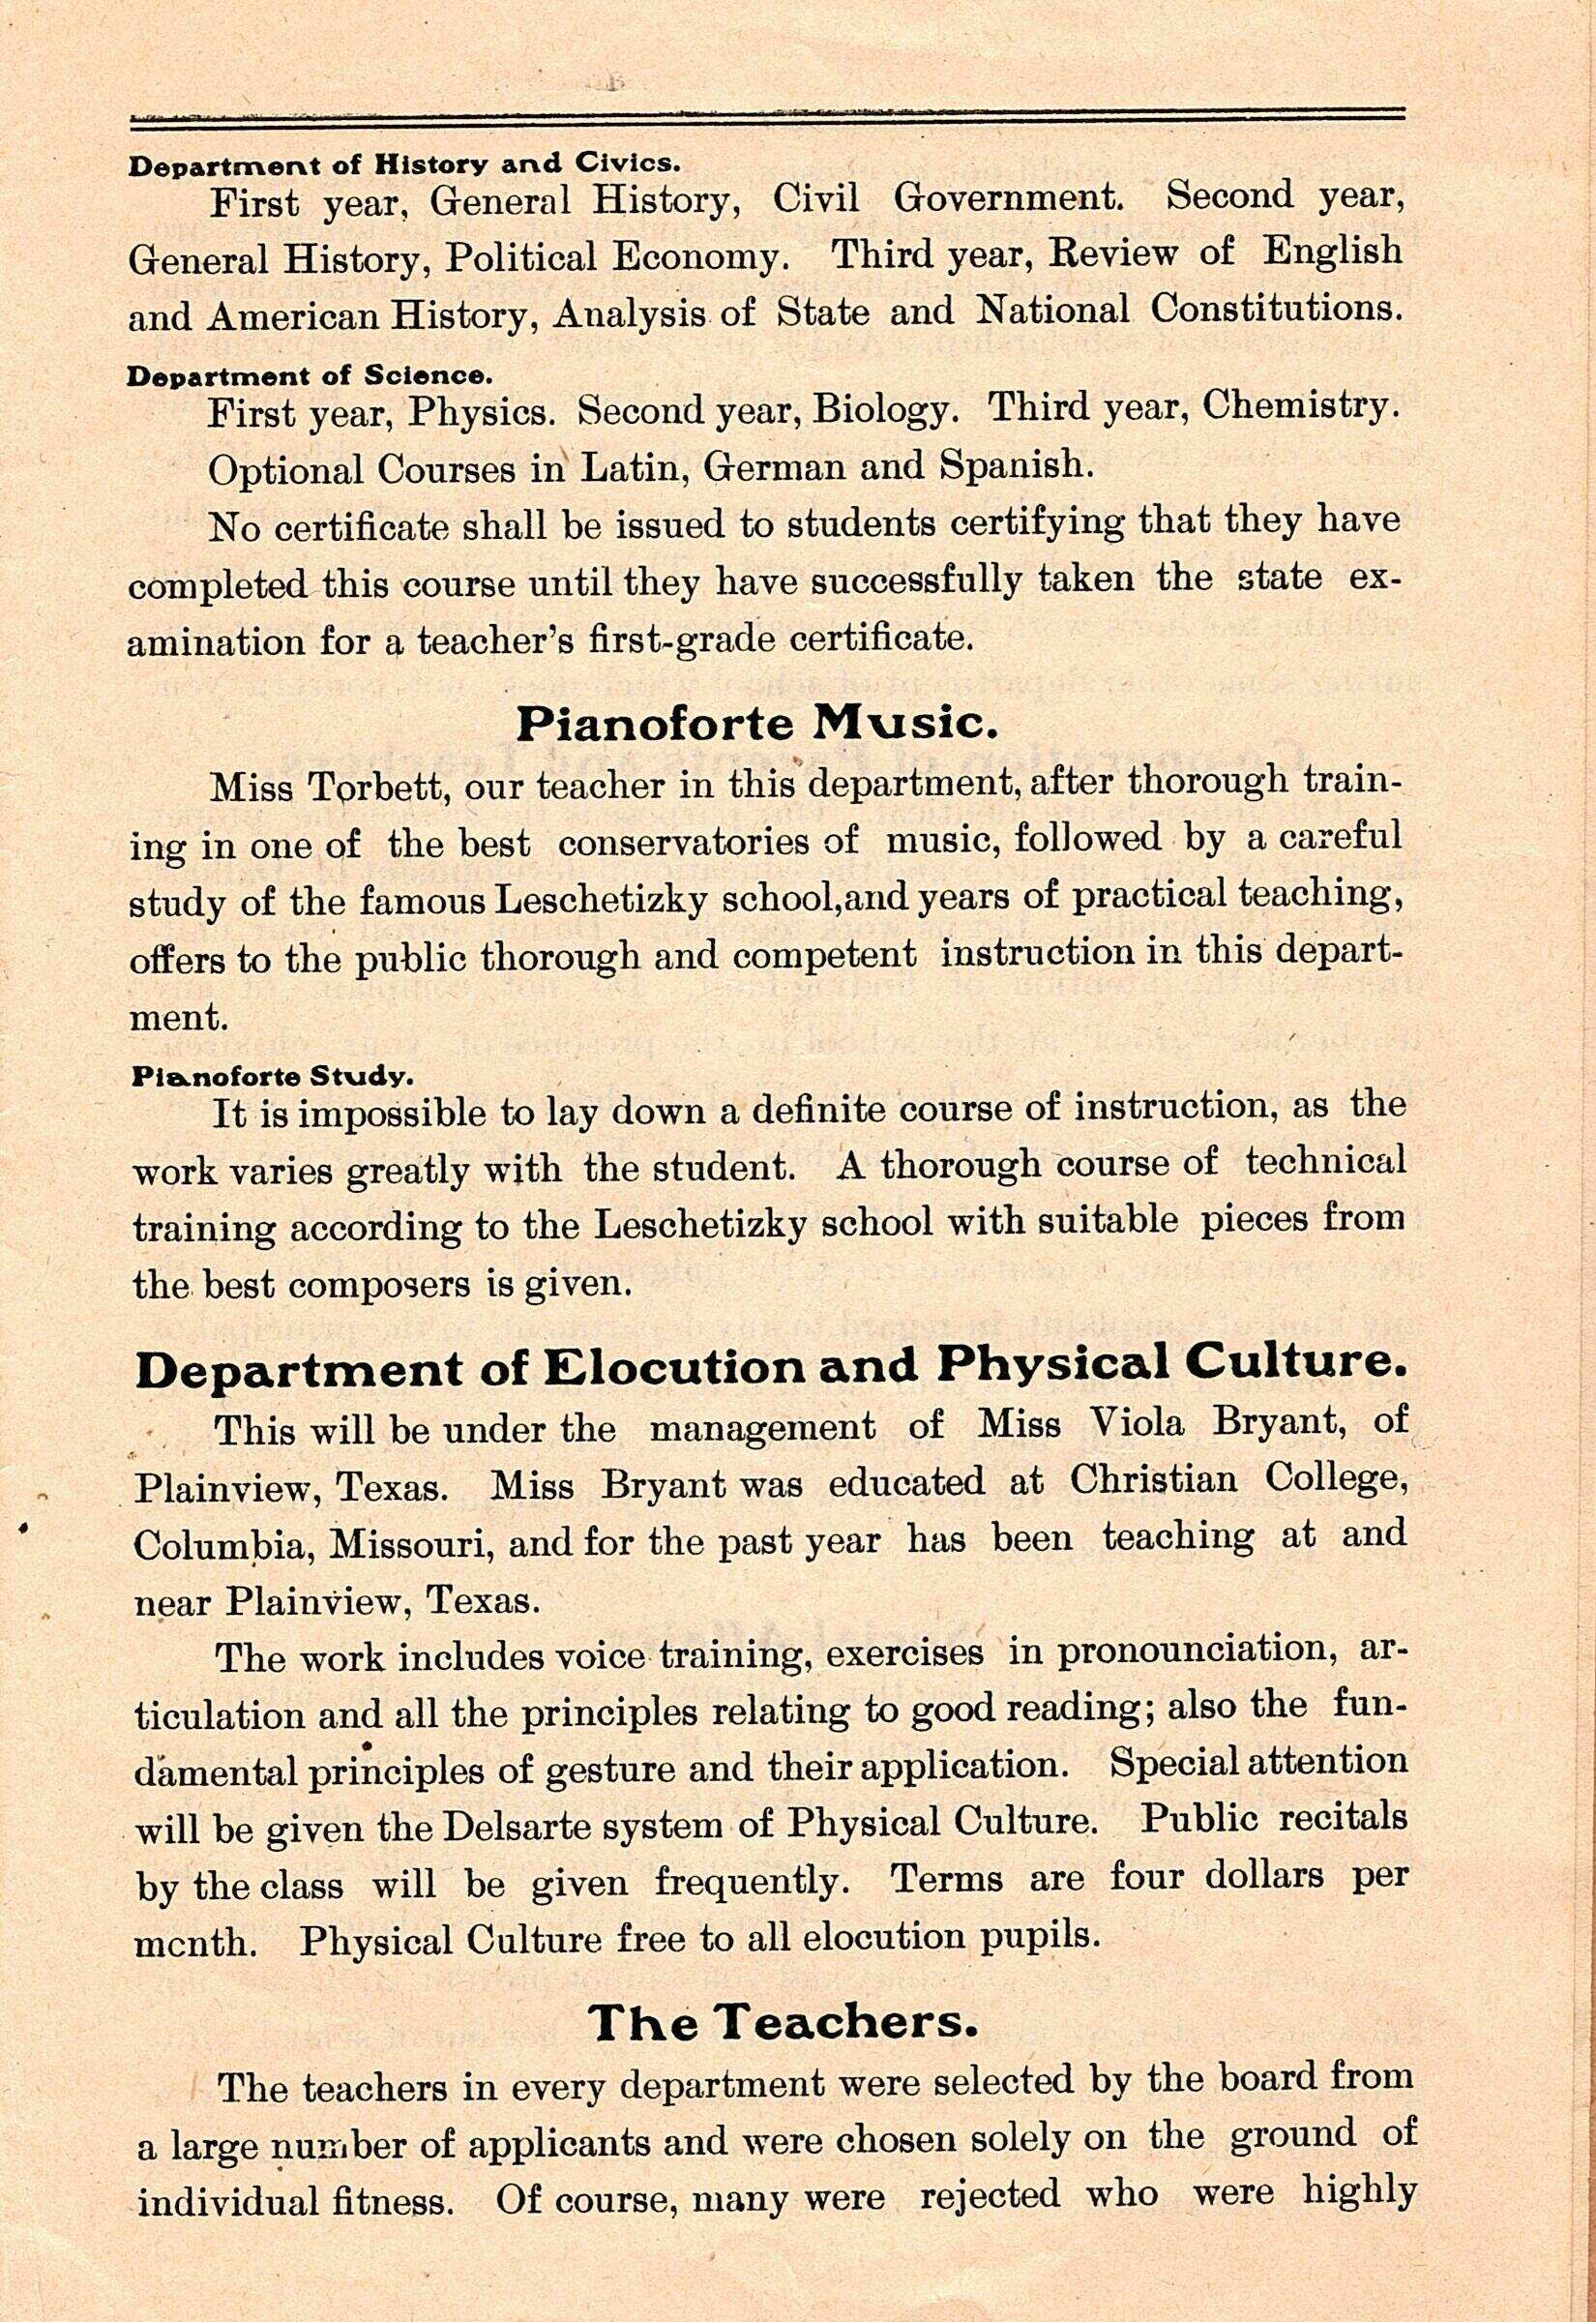 Department of History and Civics.
First year, General History, Civil Government. Second year,
General History, Political Economy. Third year, Review of English
and American History, Analysis of State and National Constitutions.
Department of Science.
First year, Physics. Second year, Biology. Third year, Chemistry.
Optional Courses in Latin, German and Spanish.
No certificate shall be issued to students certifying that they have
completed this course until they have successfully taken the state ex-
amination for a teacher's first-grade certificate.
Pianoforte Music.
Miss Torbett, our teacher in this department, after thorough train-
ing in one of the best conservatories of music, followed by a careful
study of the famous Leschetizky school,and years of practical teaching,
offers to the public thorough and competent instruction in this depart-
ment.
Pianoforte Study.
It is impossible to lay down a definite course of instruction, as the
work varies greatly with the student. A thorough course of technical
training according to the Leschetizky school with suitable pieces from
the best composers is given.
Department of Elocution and Physical Culture.
This will be under the management of Miss Viola Bryant, of
Plainview, Texas. Miss Bryant was educated at Christian College,
Columbia, Missouri, and for the past year has been teaching at and
near Plainview, Texas.
The work includes voice training, exercises in pronounciation, ar-
ticulation and all the principles relating to good reading; also the fun-
damental principles of gesture and their application. Special attention
will be given the Delsarte system of Physical Culture. Public recitals
by the class will be given frequently. Terms are four dollars per
mcnth. Physical Culture free to all elocution pupils.
The Teachers.
The teachers in every department were selected by the board from
a large number of applicants and were chosen solely on the ground of
individual fitness. Of course, many were rejected who were highly